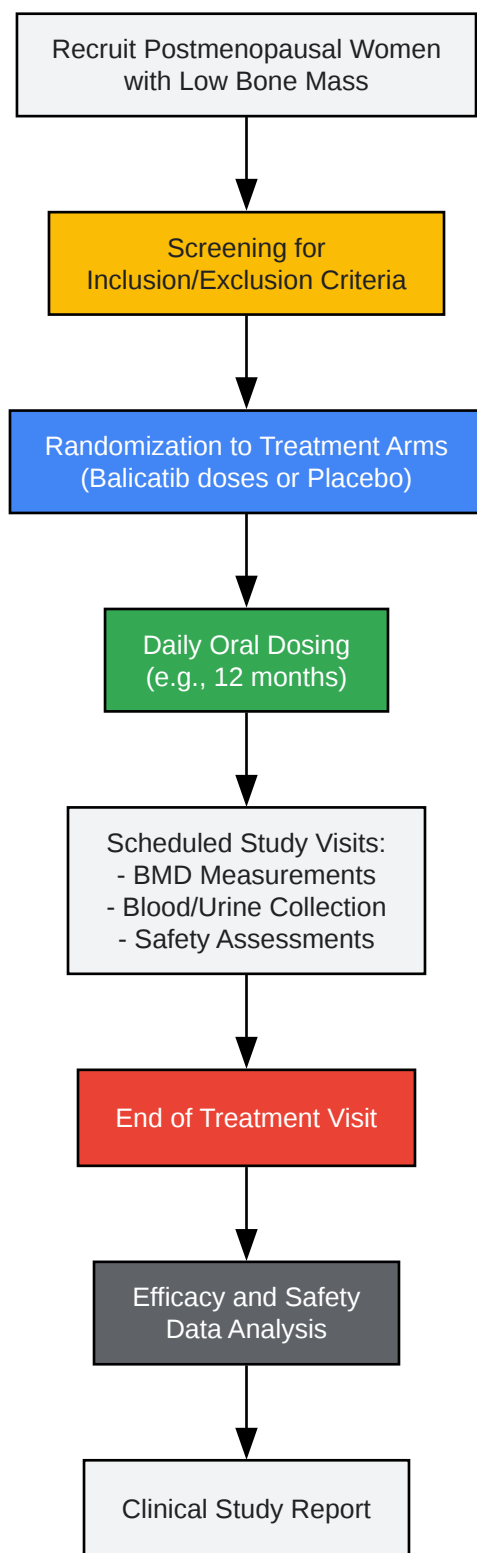 Recruit Postmenopausal Women
with Low Bone Mass
Screening for
Inclusion/Exclusion Criteria
Randomization to Treatment Arms
(Balicatib doses or Placebo)
Daily Oral Dosing
(e.g., 12 months)
Scheduled Study Visits:
- BMD Measurements
- Blood/Urine Collection
- Safety Assessments
End of Treatment Visit
Efficacy and Safety
Data Analysis
Clinical Study Report